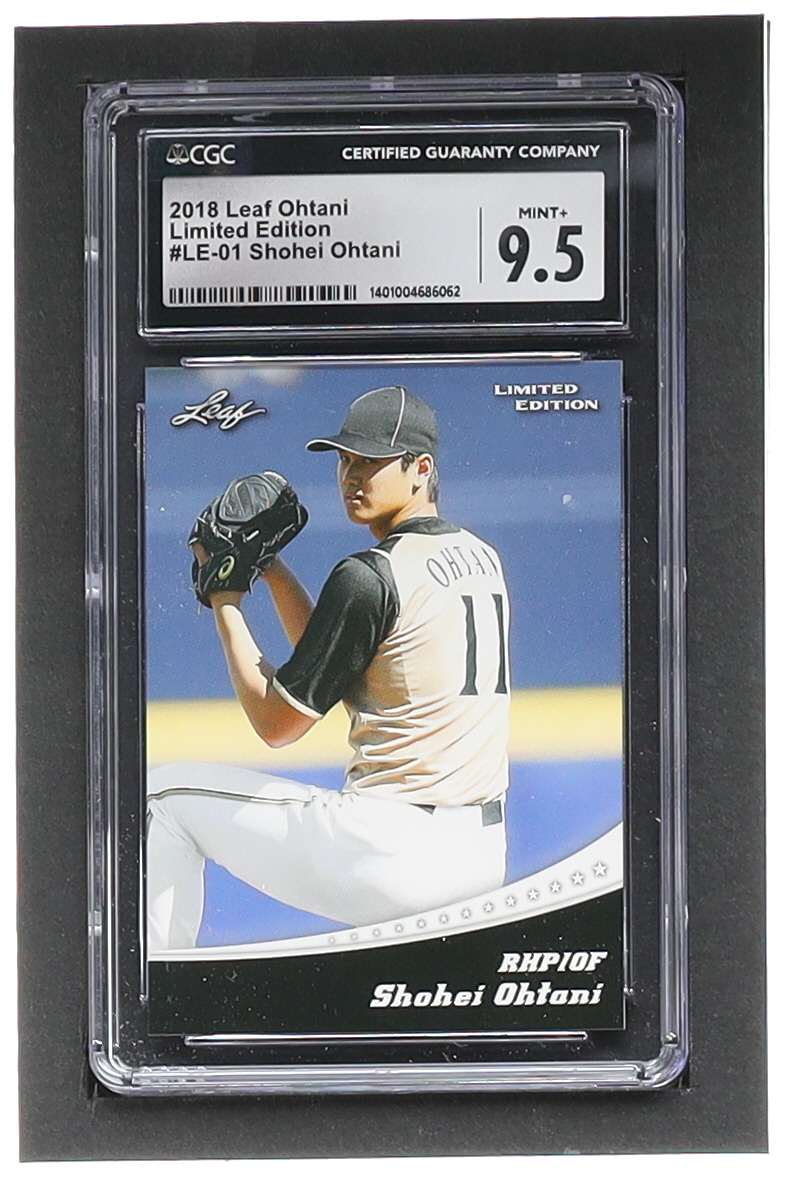 CGC CERTIFIED GUARANTY COMPANY
2018 Leaf Ohtani
Limited Edition
#LE-01 Shohei Ohtani
MINT+
9.5
1401004686062
Leaf
LIMITED
EDITION
OHTAN
11
RHP/OF
Shohei Ohtani